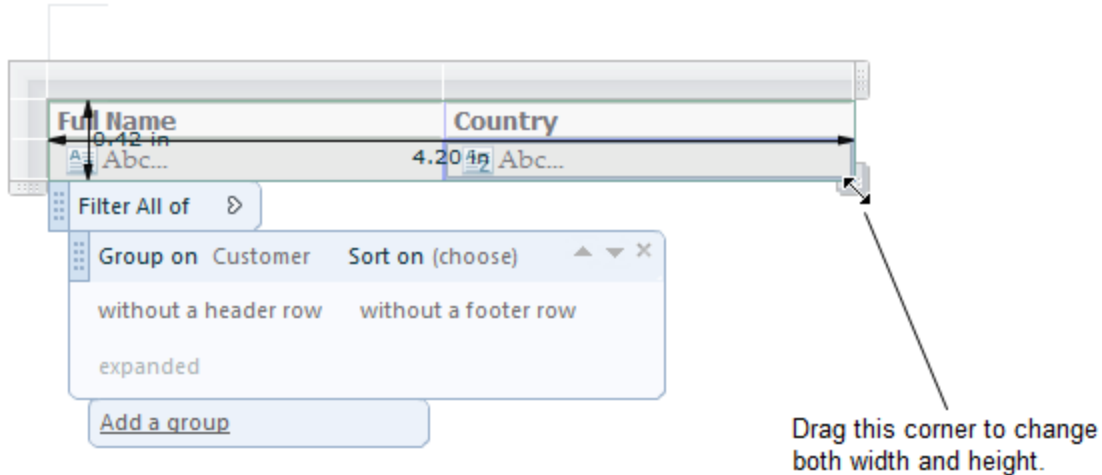 Full Name Country
0.42 in
Abc... 4.20 in Abc...
Filter All of
Group on Customer Sort on (choose)
without a header row without a footer row
expanded
Add a group
Drag this corner to change
both width and height.